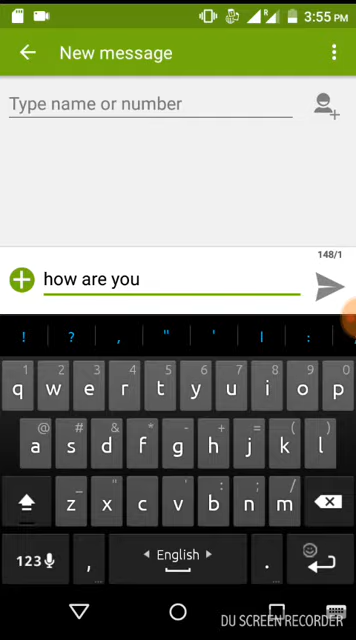 3:55 PM
New message
Type name or number
148/1
how are you
! ? , " ' I :
1 2 3 4 5 6 7 8 9 0
q w e r t y u i o p
@ # & * - + = ( )
a s d f g h j k l
_ " ' : ; /
z x c v b n m
123 , English .
DU SCREEN RECORDER